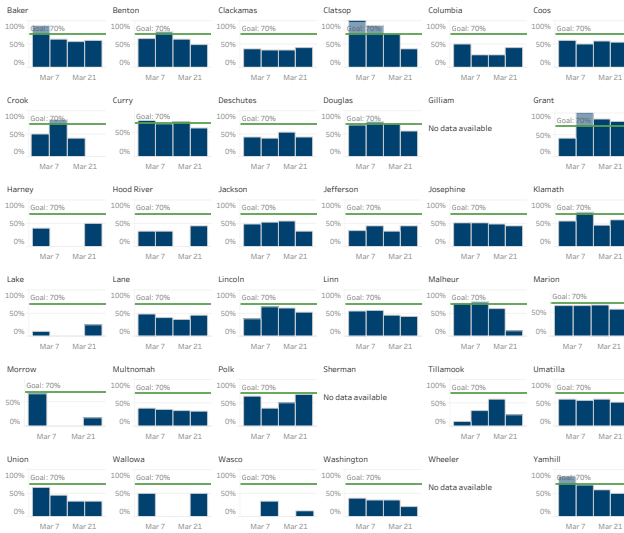 Baker Benton Clackamas Clatsop Columbia Coos
100% Goal: 70% 100% Goal: 70% 100% Goal: 70% 100% Goal: 70% 100% Goal: 70% 100% Goal: 70%
50% 50% 50% 50% 50% 50%
0% 0% 0% 0% 0% 0%
Mar 7 Mar 21 Mar 7 Mar 21 Mar 7 Mar 21 Mar 7 Mar 21 Mar 7 Mar 21 Mar 7 Mar 21
Crook Curry Deschutes Douglas Gilliam Grant
100% Goal: 70% Goal: 70% 100% Goal: 70% 100% Goal: 70% No data available 100% Goal: 70%
50% 50% 50% 50% 50%
0% 0% 0% 0% 0%
Mar 7 Mar 21 Mar 7 Mar 21 Mar 7 Mar 21 Mar 7 Mar 21 Mar 7 Mar 21
Harney Hood River Jackson Jefferson Josephine Klamath
100% Goal: 70% 100% Goal: 70% 100% Goal: 70% 100% Goal: 70% 100% Goal: 70% 100% Goal: 70%
50% 50% 50% 50% 50% 50%
0% 0% 0% 0% 0% 0%
Mar 7 Mar 21 Mar 7 Mar 21 Mar 7 Mar 21 Mar 7 Mar 21 Mar 7 Mar 21 Mar 7 Mar 21
Lake Lane Lincoln Linn Malheur Marion
100% Goal: 70% 100% Goal: 70% 100% Goal: 70% 100% Goal: 70% 100% Goal: 70% Goal: 70%
50% 50% 50% 50% 50% 50%
0% 0% 0% 0% 0% 0%
Mar 7 Mar 21 Mar 7 Mar 21 Mar 7 Mar 21 Mar 7 Mar 21 Mar 7 Mar 21 Mar 7 Mar 21
Morrow Multnomah Polk Sherman Tillamook Umatilla
Goal: 70% 100% Goal: 70% 100% Goal: 70% No data available 100% Goal: 70% 100% Goal: 70%
50% 50% 50% 50% 50%
0% 0% 0% 0% 0%
Mar 7 Mar 21 Mar 7 Mar 21 Mar 7 Mar 21 Mar 7 Mar 21 Mar 7 Mar 21
Union Wallowa Wasco Washington Wheeler Yamhill
100% Goal: 70% 100% Goal: 70% 100% Goal: 70% 100% Goal: 70% No data available 100% Goal: 70%
50% 50% 50% 50% 50%
0% 0% 0% 0% 0%
Mar 7 Mar 21 Mar 7 Mar 21 Mar 7 Mar 21 Mar 7 Mar 21 Mar 7 Mar 21